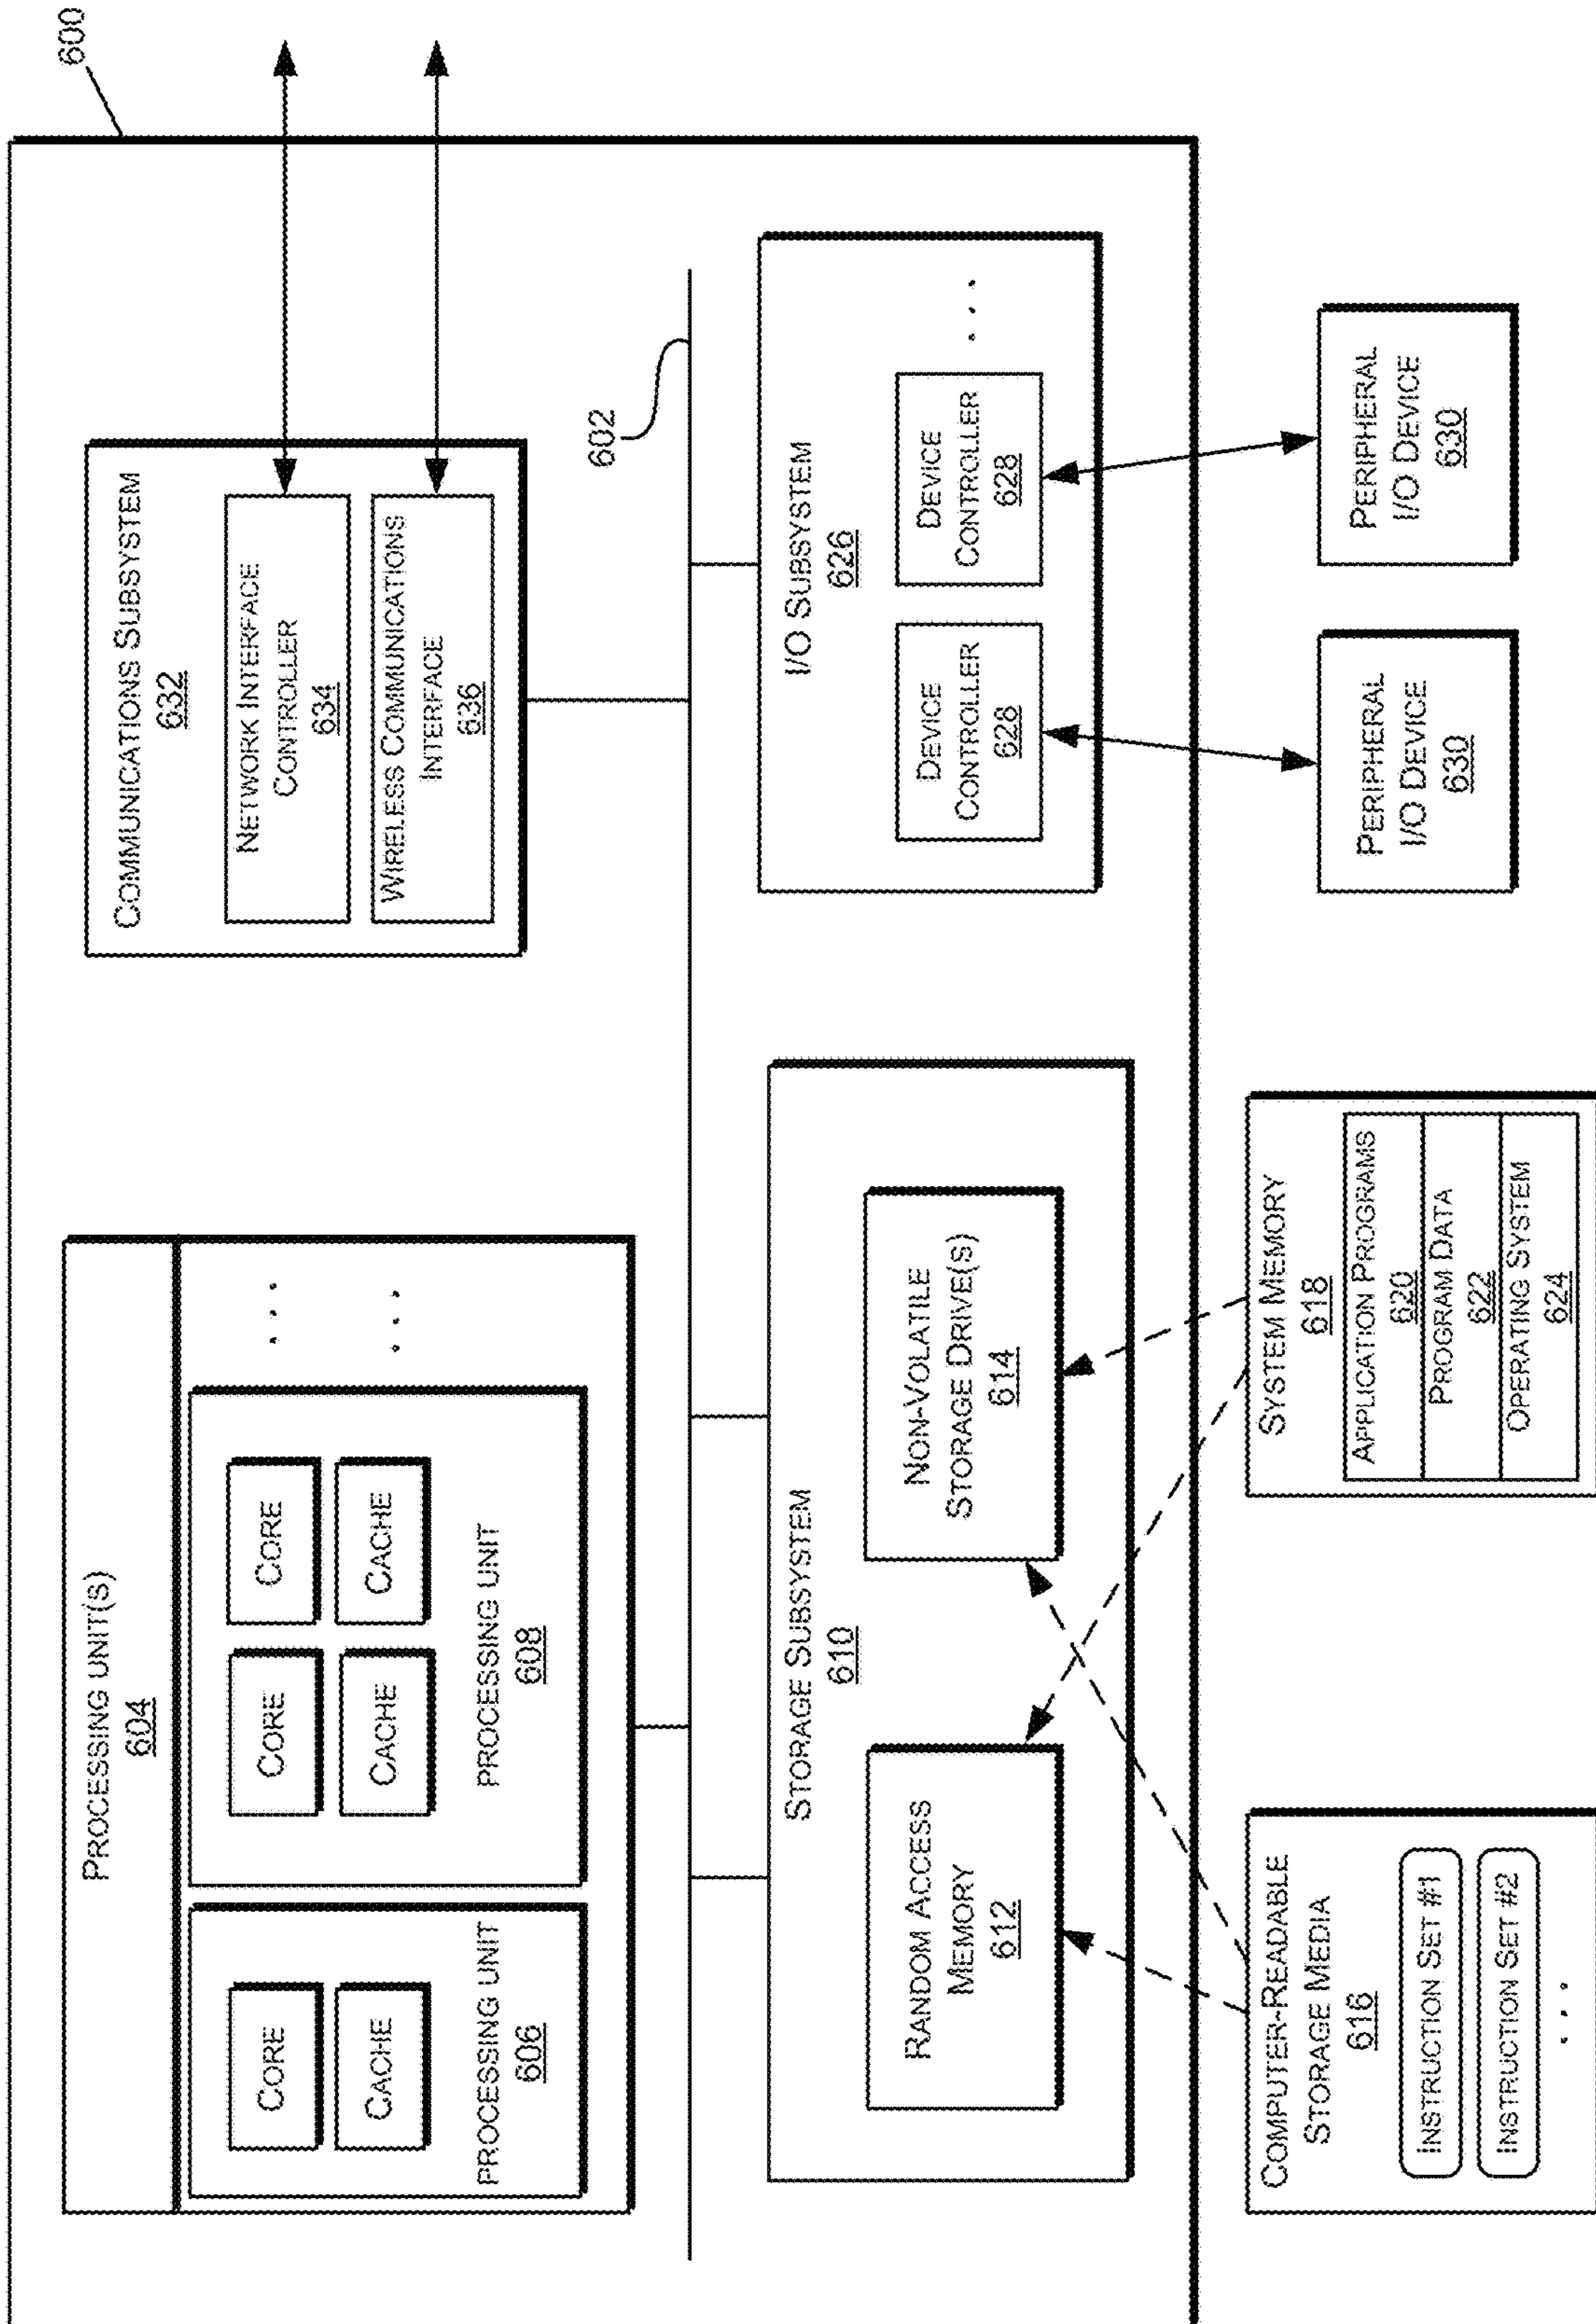 600
PROCESSING UNIT(S)
604
CORE
CACHE
PROCESSING UNIT
606
CORE
CORE
CACHE
CACHE
PROCESSING UNIT
608
. . .
. . .
COMMUNICATIONS SUBSYSTEM
632
NETWORK INTERFACE
CONTROLLER
634
WIRELESS COMMUNICATIONS
INTERFACE
636
602
STORAGE SUBSYSTEM
610
RANDOM ACCESS
MEMORY
612
NON-VOLATILE
STORAGE DRIVE(S)
614
I/O SUBSYSTEM
626
DEVICE
CONTROLLER
628
DEVICE
CONTROLLER
628
. . .
COMPUTER-READABLE
STORAGE MEDIA
616
INSTRUCTION SET #1
INSTRUCTION SET #2
. . .
SYSTEM MEMORY
618
APPLICATION PROGRAMS
620
PROGRAM DATA
622
OPERATING SYSTEM
624
PERIPHERAL
I/O DEVICE
630
PERIPHERAL
I/O DEVICE
630